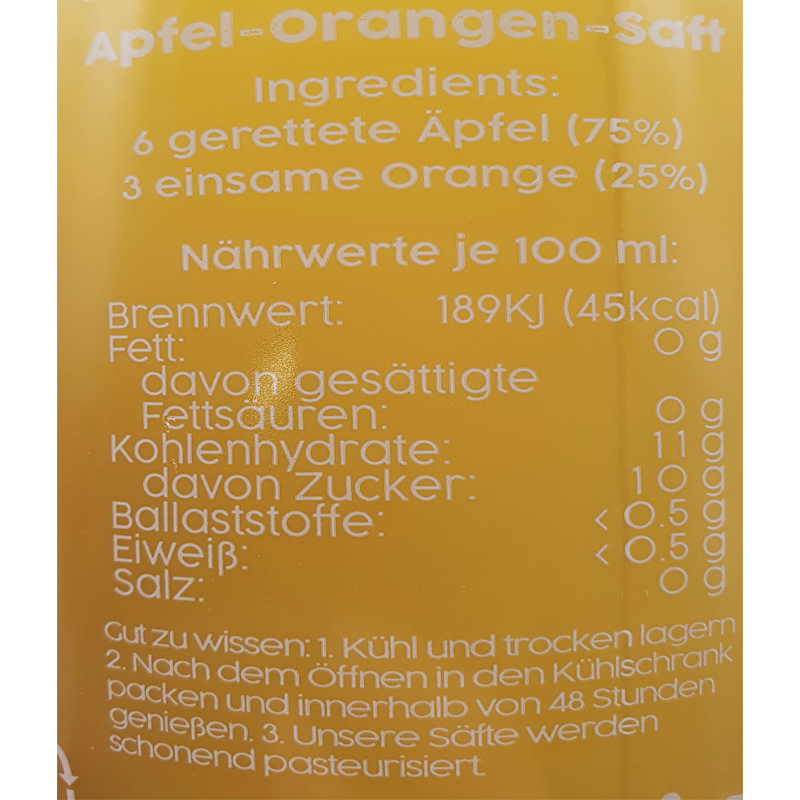 Apfel-Orangen-Saft
Ingredients:
6 gerettete Äpfel (75%)
3 einsame Orange (25%)
Nährwerte je 100 ml:
Brennwert: 189KJ (45kcal)
Fett: 0 g
davon gesättigte
Fettsäuren: 0 g
Kohlenhydrate: 11g
davon Zucker: 10 g
Ballaststoffe: < 0.5 g
Eiweiß: < 0.5 g
Salz: 0 g
Gut zu wissen: 1. Kühl und trocken lagern
2. Nach dem Öffnen in den Kühlschrank
packen und innerhalb von 48 Stunden
genießen. 3. Unsere Säfte werden
schonend pasteurisiert.